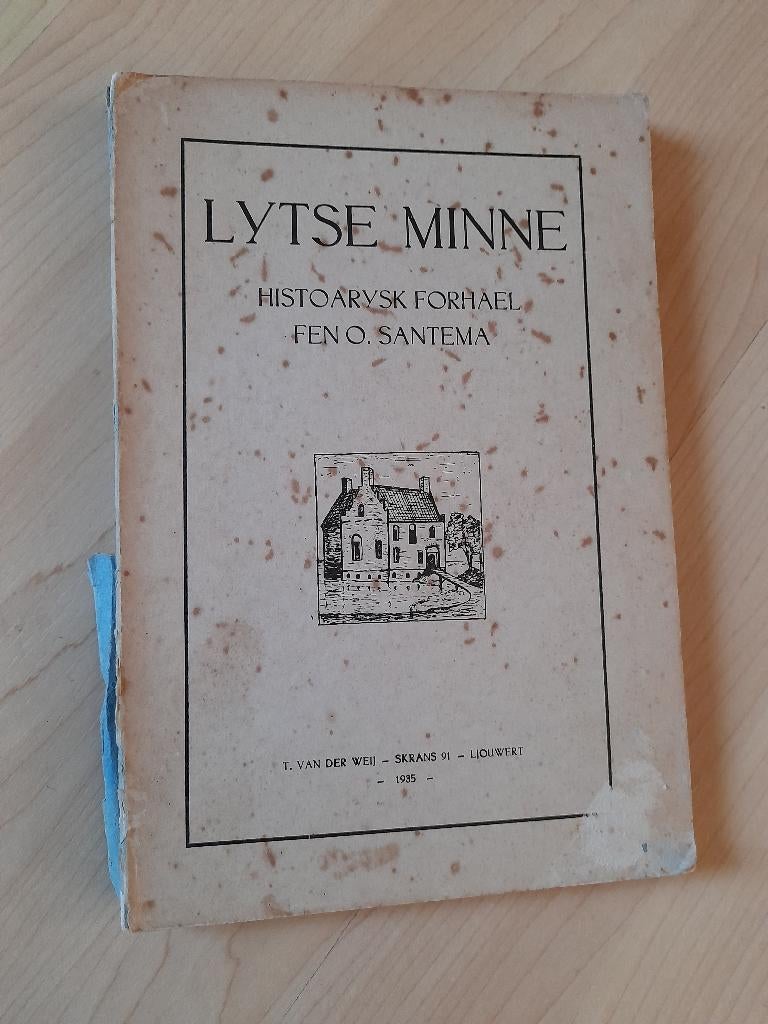 LYTSE MINNE
HISTOARYSK FORHAEL
FEN O. SANTEMA
T. VAN DER WEIJ – SKRANS 91 – LJOUWERT
– 1935 –